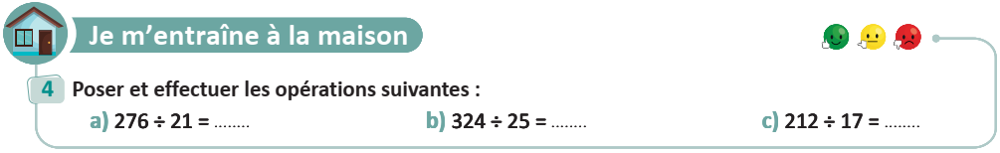 Je m'entraîne à la maison
4 Poser et effectuer les opérations suivantes :
a) 276 ÷ 21 = ........ b) 324 ÷ 25 = ........ c) 212 ÷ 17 = ........